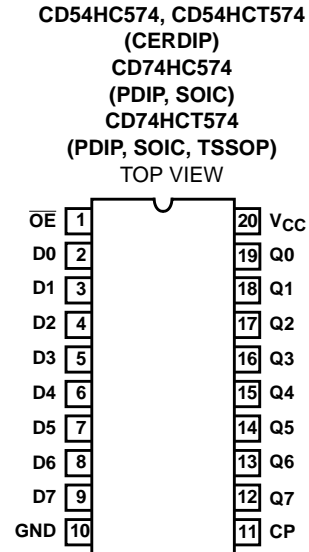 CD54HC574, CD54HCT574
(CERDIP)
CD74HC574
(PDIP, SOIC)
CD74HCT574
(PDIP, SOIC, TSSOP)
TOP VIEW
OE 1 20 VCC
D0 2 19 Q0
D1 3 18 Q1
D2 4 17 Q2
D3 5 16 Q3
D4 6 15 Q4
D5 7 14 Q5
D6 8 13 Q6
D7 9 12 Q7
GND 10 11 CP